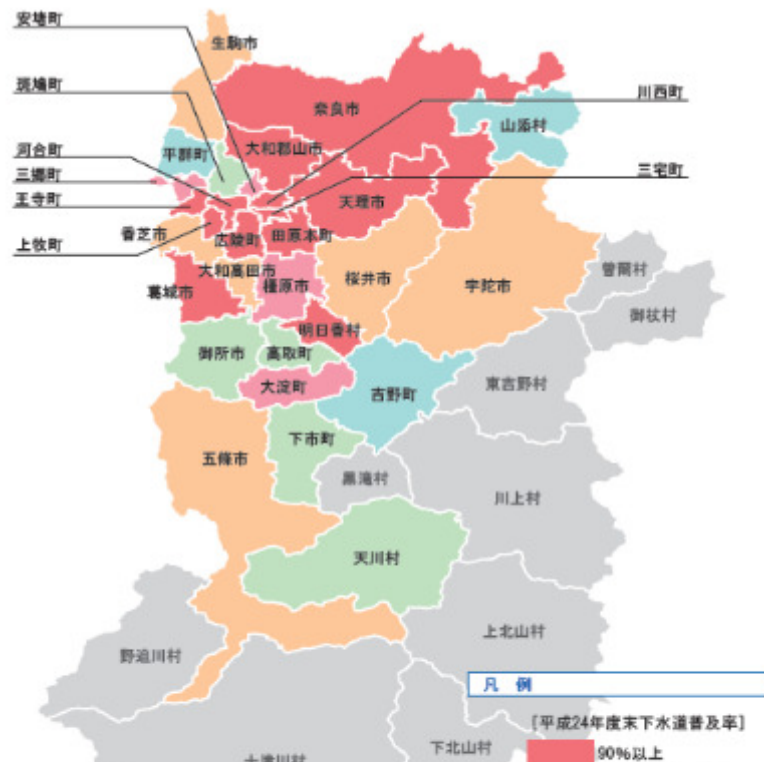 安堵町
生駒市
斑鳩町
奈良市
川西町
山添村
河合町
平群町
大和郡山市
三郷町
三宅町
王寺町
天理市
香芝市
広陵町
田原本町
上牧町
大和高田市
桜井市
宇陀市
曽爾村
葛城市
橿原市
御杖村
明日香村
御所市
高取町
東吉野村
大淀町
吉野町
下市町
五條市
黒滝村
川上村
天川村
上北山村
野迫川村
凡 例
[平成24年度末下水道普及率]
下北山村
90%以上
十津川村